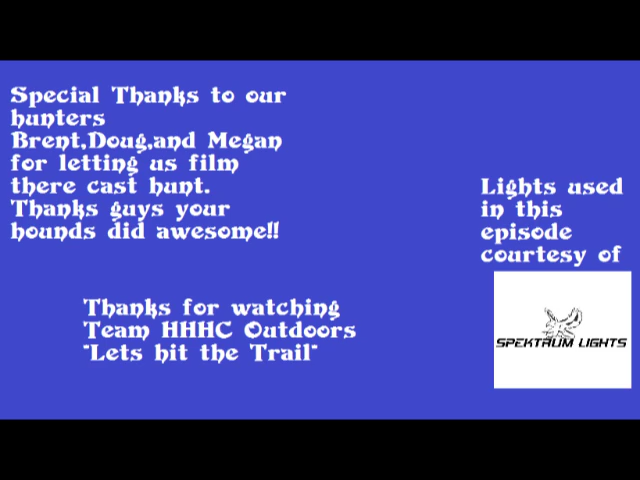 Special Thanks to our
hunters
Brent,Doug,and Megan
for letting us film
there cast hunt.
Thanks guys your
hounds did awesome!!
Lights used
in this
episode
courtesy of
SPEKTRUM LIGHTS
Thanks for watching
Team HHHC Outdoors
"Lets hit the Trail"